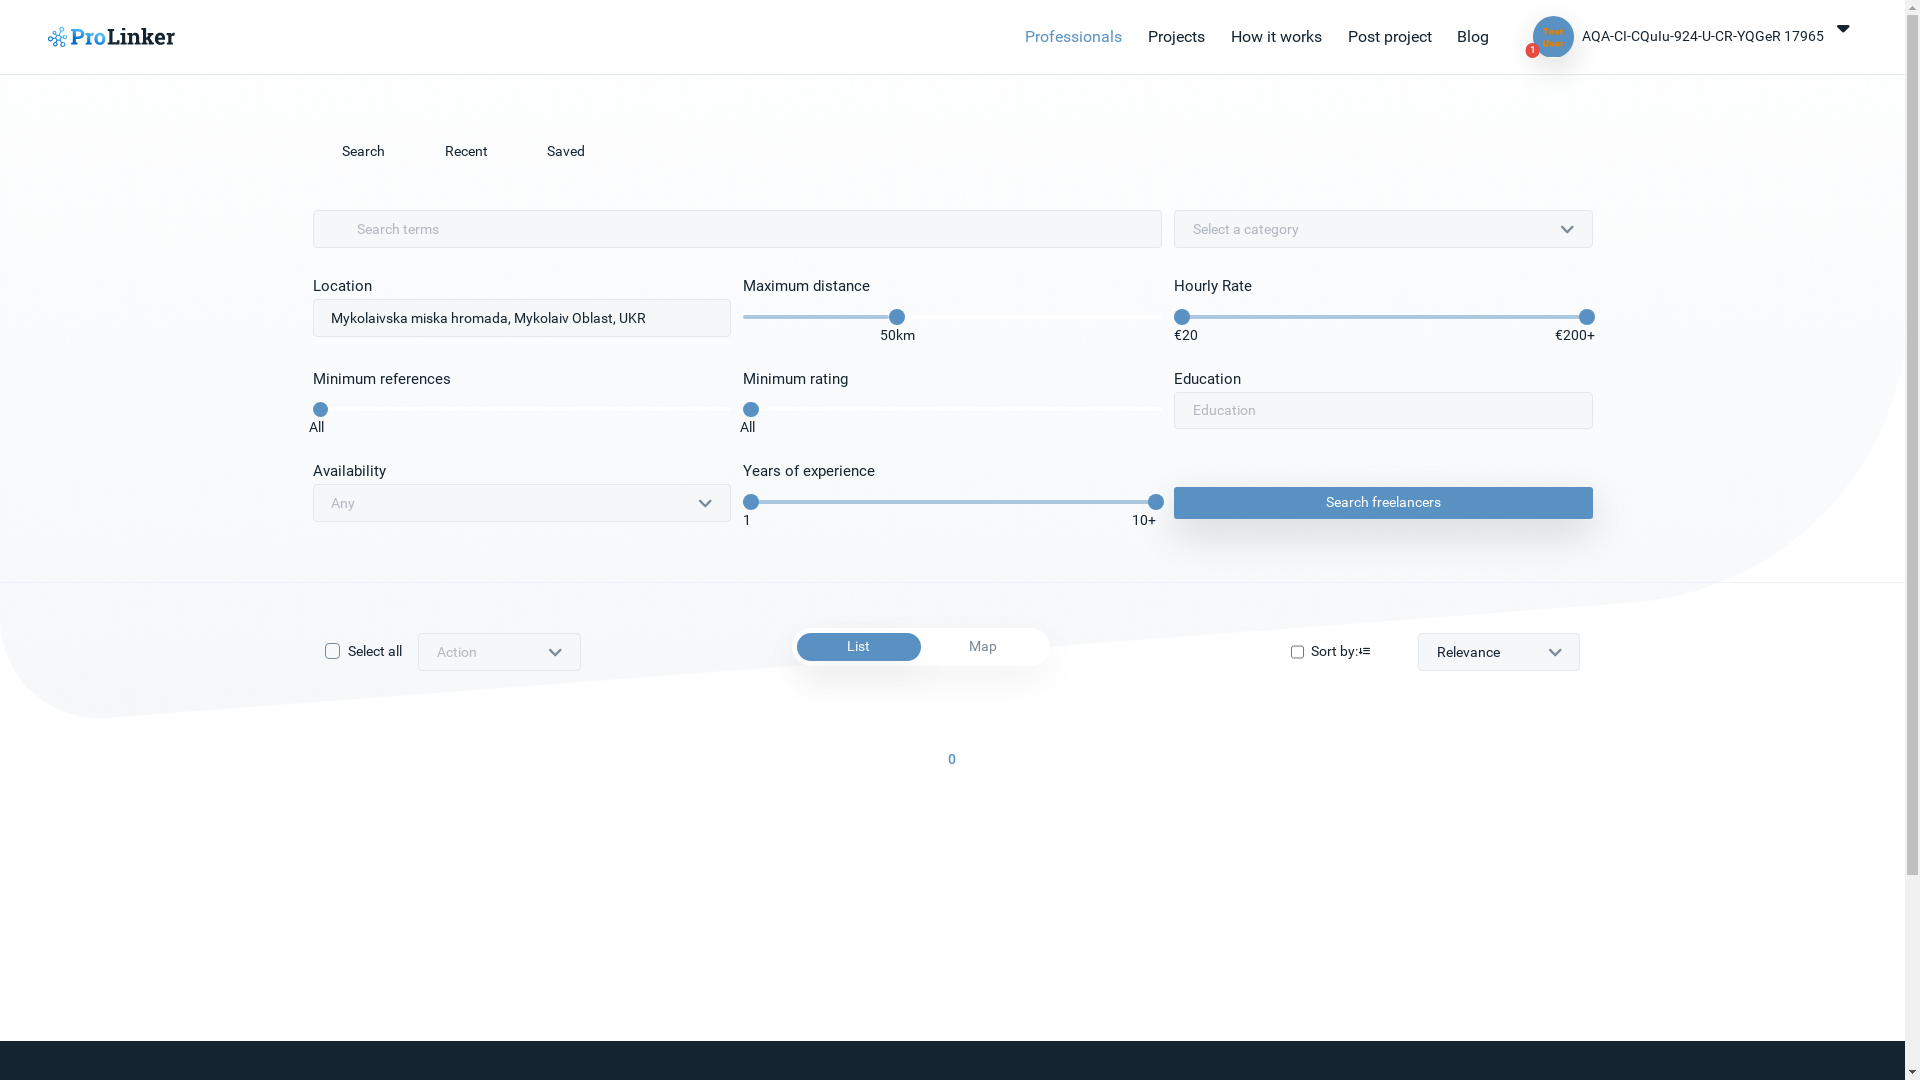 ProLinker
Professionals
Projects
How it works
Post project
Blog
Test
User
1
AQA-CI-CQuIu-924-U-CR-YQGeR 17965
Search
Recent
Saved
Search terms
Select a category
Location
Maximum distance
Hourly Rate
Mykolaivska miska hromada, Mykolaiv Oblast, UKR
50km
€20
€200+
Minimum references
Minimum rating
Education
All
All
Education
Availability
Years of experience
Any
1
10+
Search freelancers
Select all
Action
List
Map
Sort by:
Relevance
0